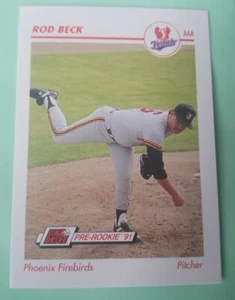 ROD BECK
AAA
PRE-ROOKIE '91
Phoenix Firebirds
Pitcher